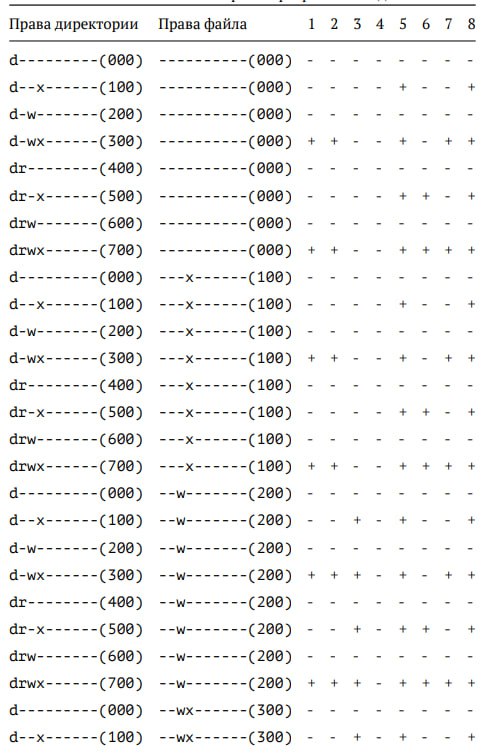 Права директории Права файла 1 2 3 4 5 6 7 8
d---------(000) ----------(000) - - - - - - - -
d--x------(100) ----------(000) - - - - + - - +
d-w-------(200) ----------(000) - - - - - - - -
d-wx------(300) ----------(000) + + - - + - + +
dr--------(400) ----------(000) - - - - - - - -
dr-x------(500) ----------(000) - - - - + + - +
drw-------(600) ----------(000) - - - - - - - -
drwx------(700) ----------(000) + + - - + + + +
d---------(000) ---x------(100) - - - - - - - -
d--x------(100) ---x------(100) - - - - + - - +
d-w-------(200) ---x------(100) - - - - - - - -
d-wx------(300) ---x------(100) + + - - + - + +
dr--------(400) ---x------(100) - - - - - - - -
dr-x------(500) ---x------(100) - - - - + + - +
drw-------(600) ---x------(100) - - - - - - - -
drwx------(700) ---x------(100) + + - - + + + +
d---------(000) --w-------(200) - - - - - - - -
d--x------(100) --w-------(200) - - + - + - - +
d-w-------(200) --w-------(200) - - - - - - - -
d-wx------(300) --w-------(200) + + + - + - + +
dr--------(400) --w-------(200) - - - - - - - -
dr-x------(500) --w-------(200) - - + - + + - +
drw-------(600) --w-------(200) - - - - - - - -
drwx------(700) --w-------(200) + + + - + + + +
d---------(000) --wx------(300) - - - - - - - -
d--x------(100) --wx------(300) - - + - + - - +